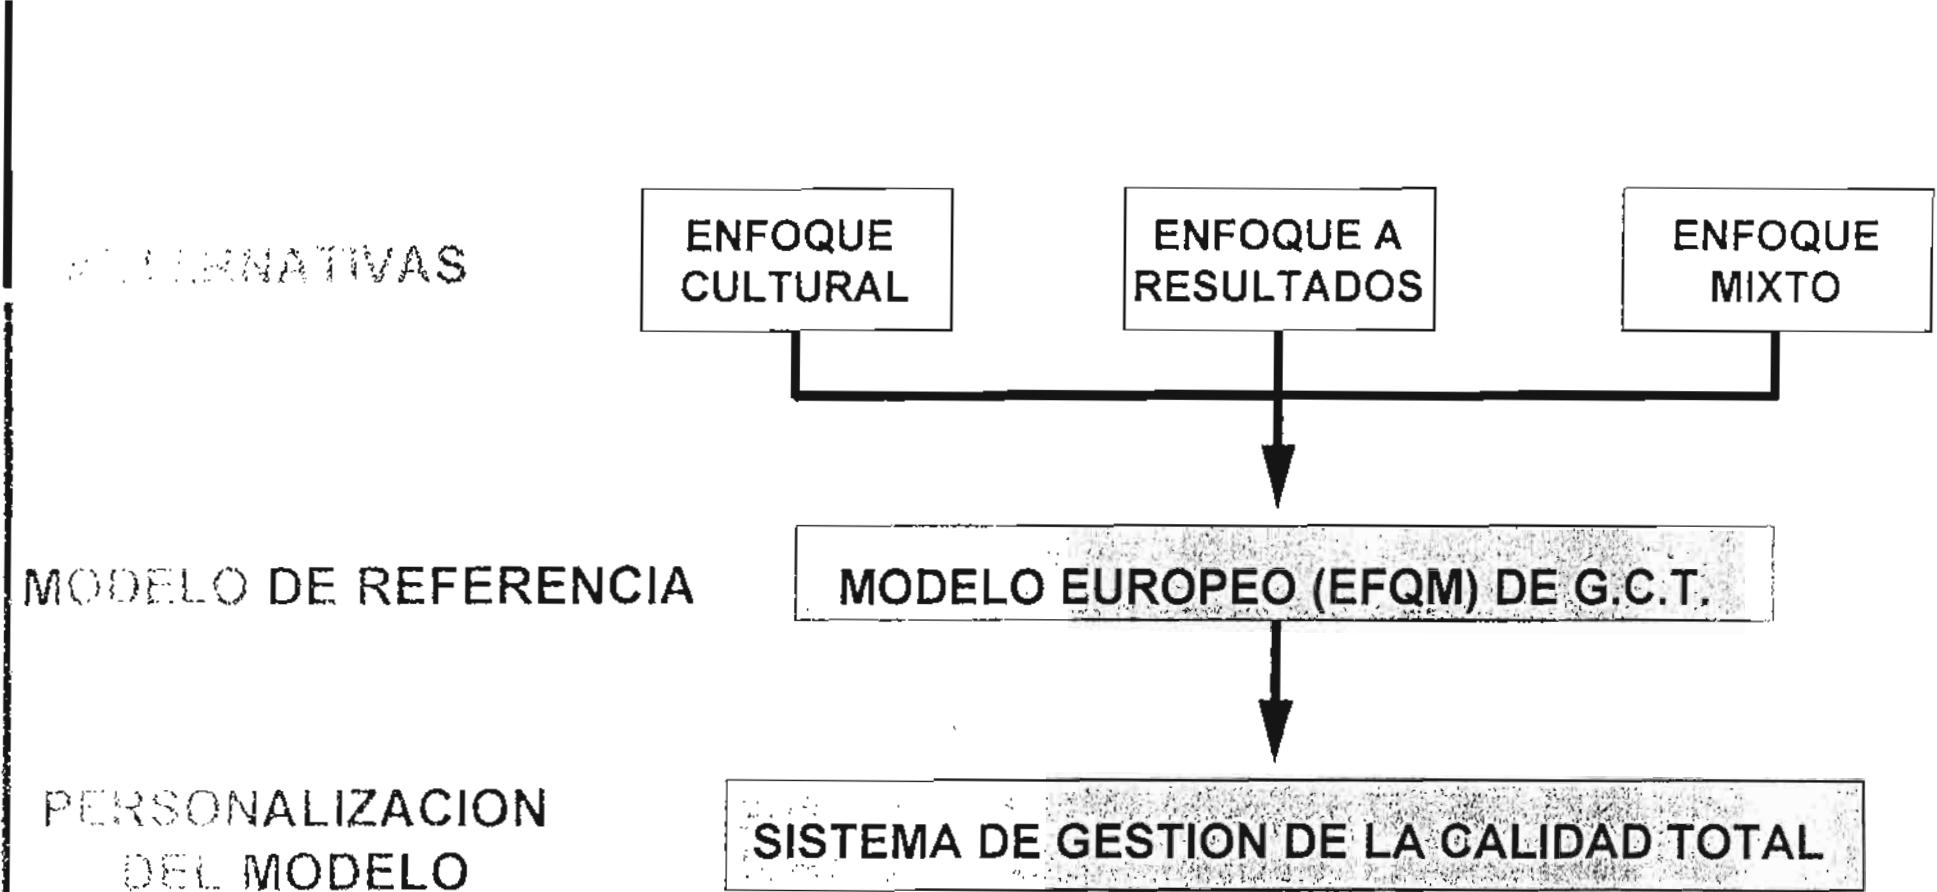 ALTERNATIVAS
ENFOQUE
CULTURAL
ENFOQUE A
RESULTADOS
ENFOQUE
MIXTO
MODELO DE REFERENCIA
MODELO EUROPEO (EFQM) DE G.C.T.
PERSONALIZACION
DEL MODELO
SISTEMA DE GESTION DE LA CALIDAD TOTAL